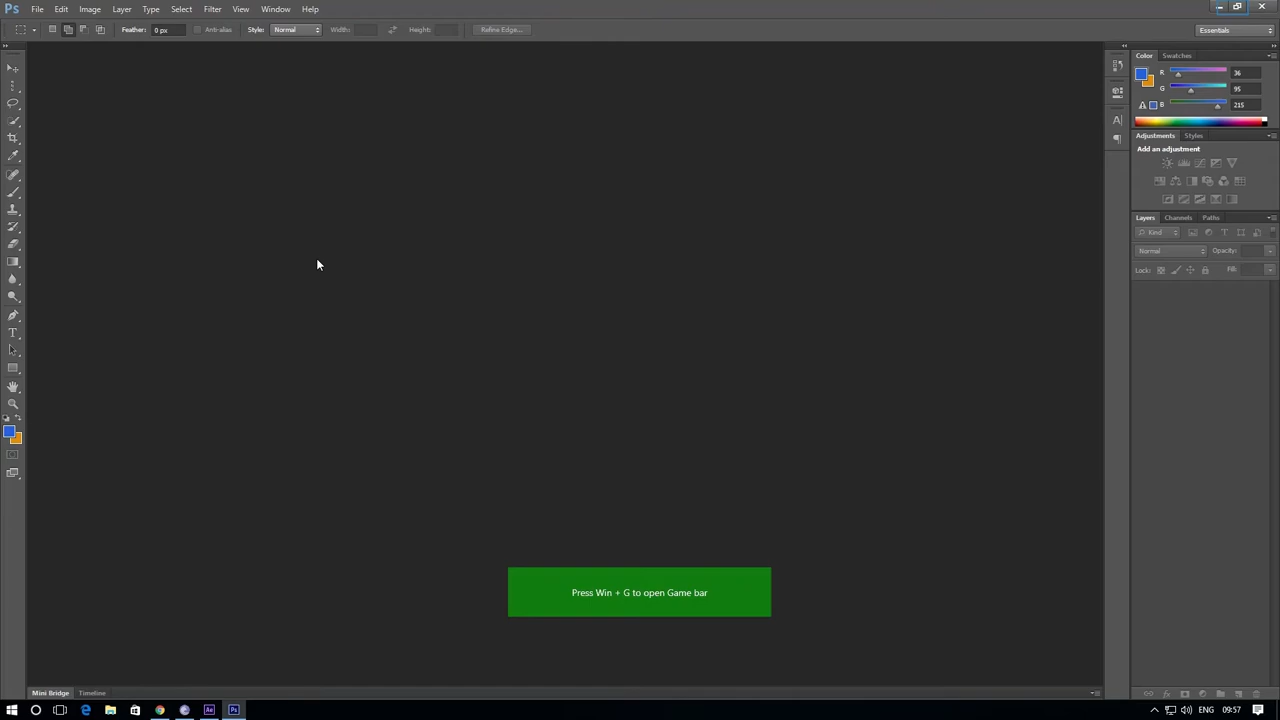 Ps File Edit Image Layer Type Select Filter View Window Help
Feather: 0 px Anti-alias Style: Normal Width: Height: Refine Edge... Essentials
Color Swatches
R 36
G 95
B 215
Adjustments Styles
Add an adjustment
Layers Channels Paths
Kind
Normal Opacity:
Lock: Fill:
Press Win + G to open Game bar
Mini Bridge Timeline
Ae Ps ENG 09:57